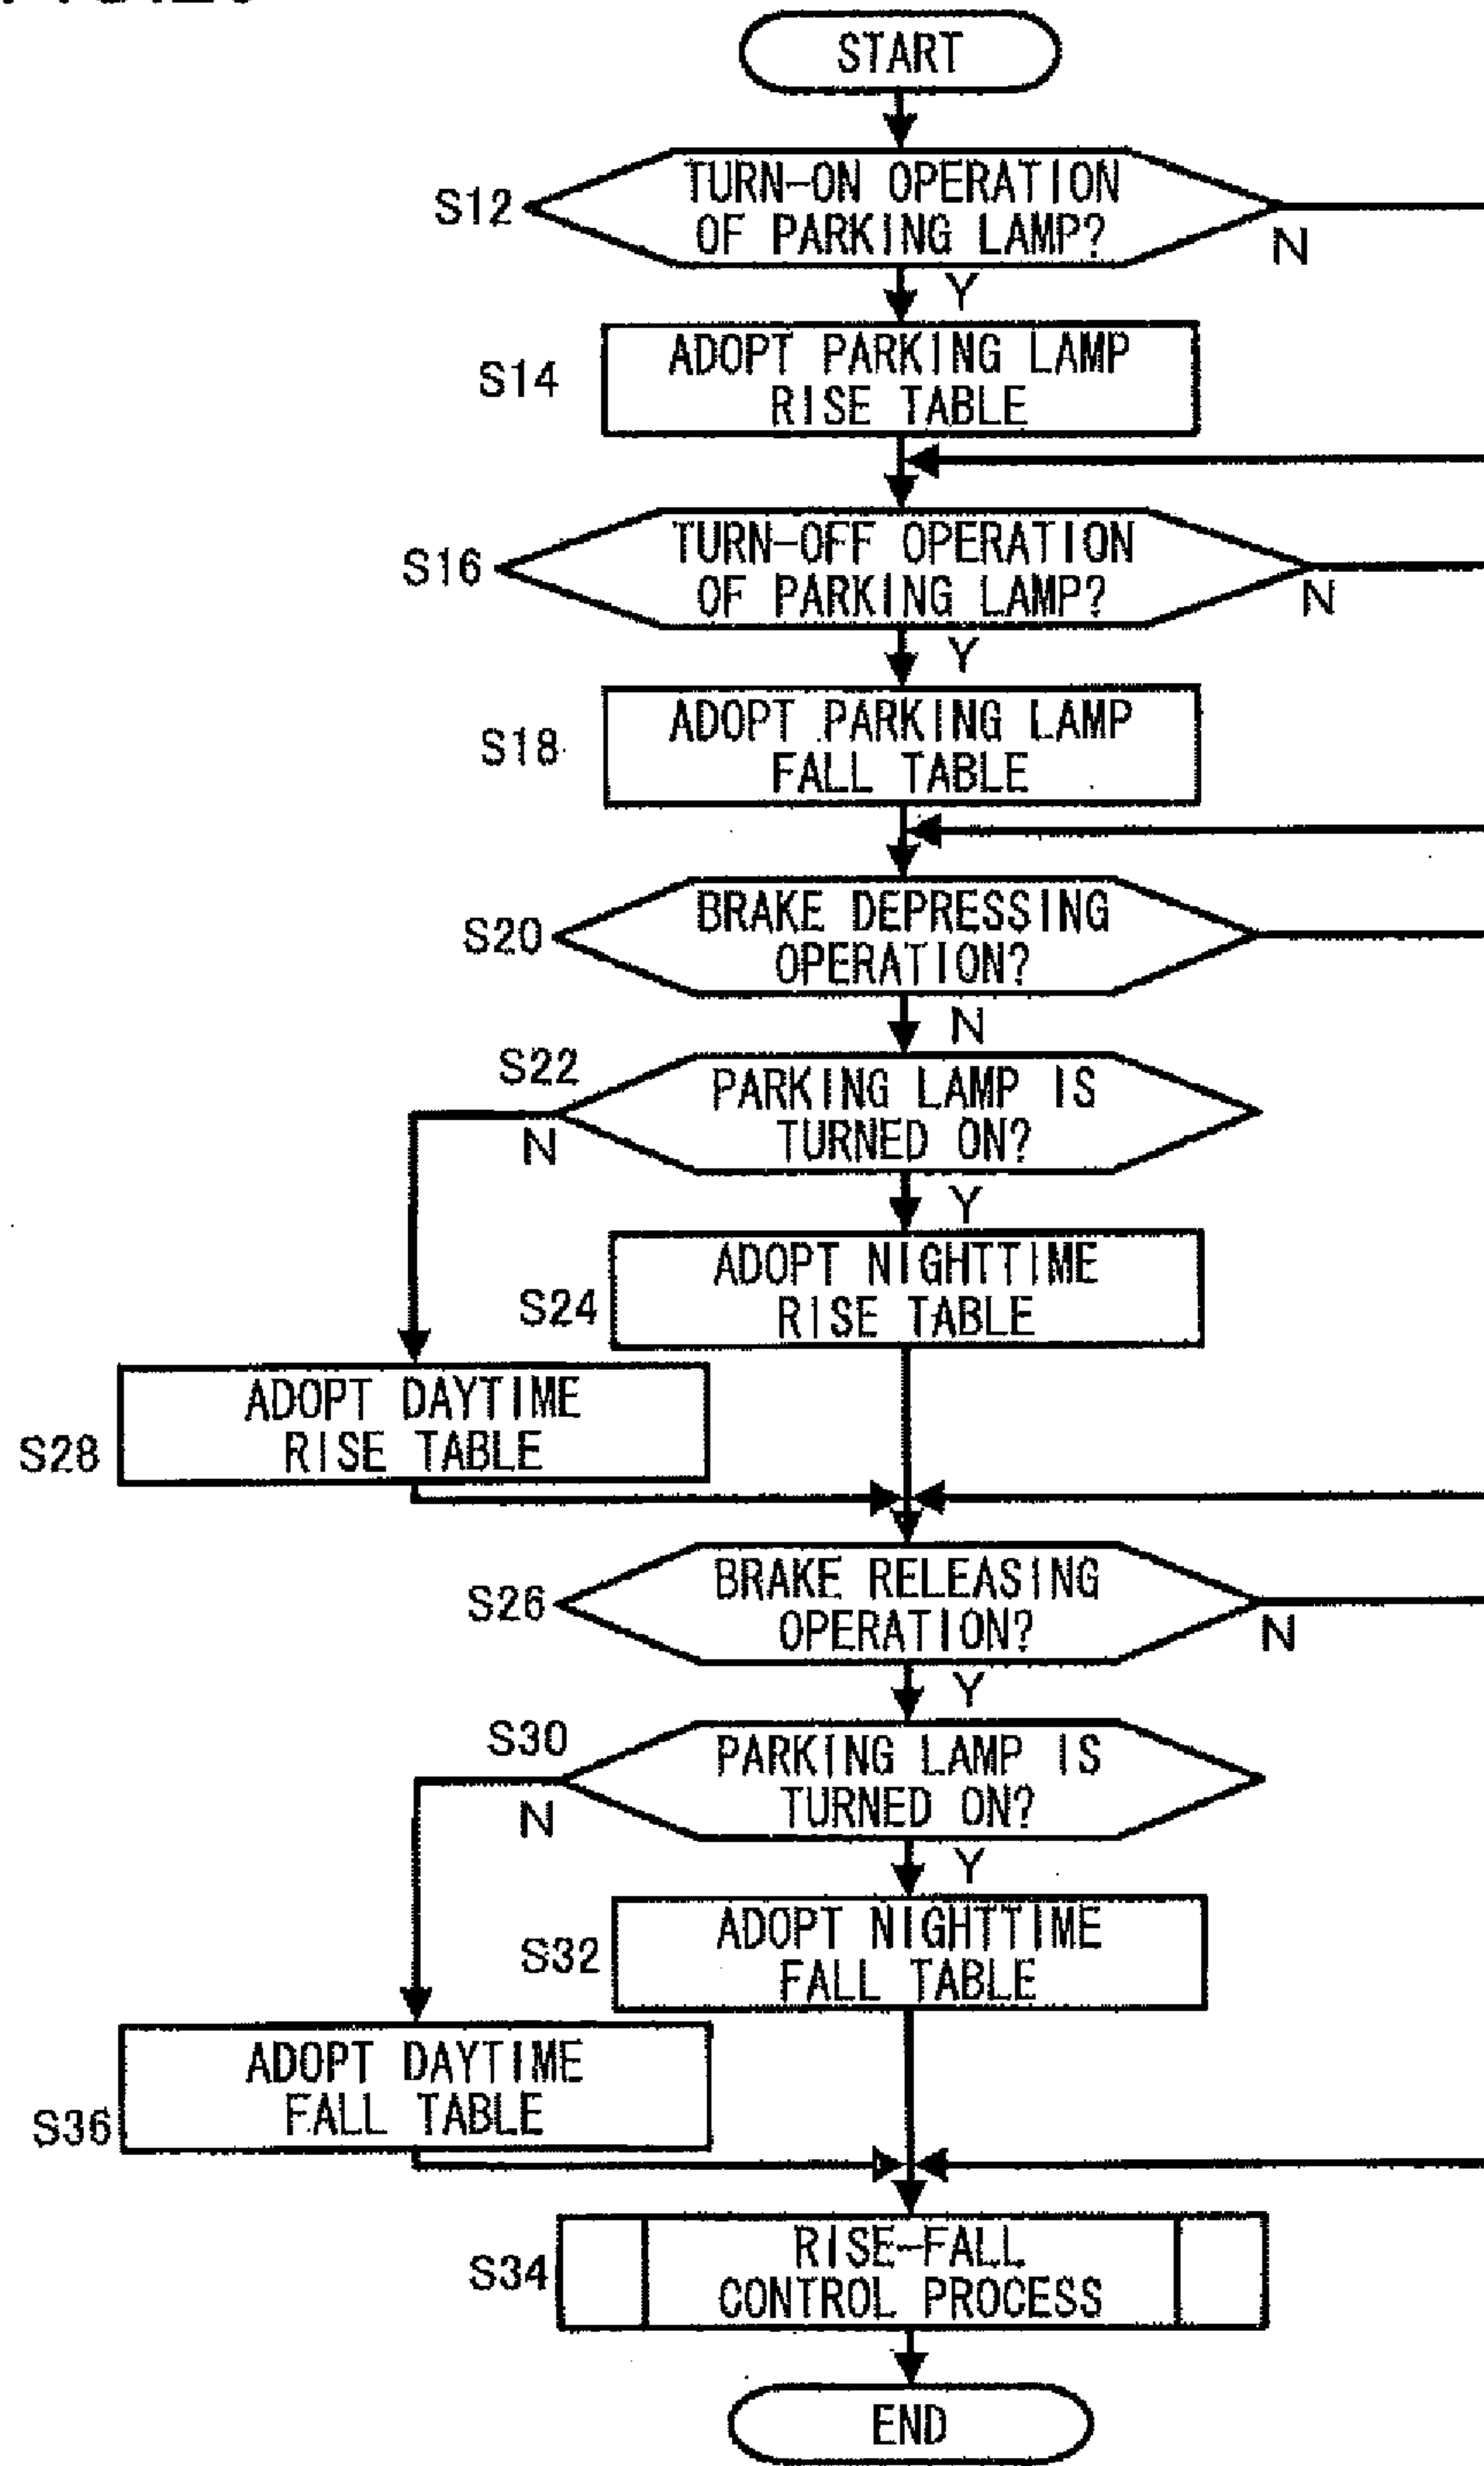 START
S12
TURN-ON OPERATION
OF PARKING LAMP?
N
Y
S14
ADOPT PARKING LAMP
RISE TABLE
S16
TURN-OFF OPERATION
OF PARKING LAMP?
N
Y
S18
ADOPT PARKING LAMP
FALL TABLE
S20
BRAKE DEPRESSING
OPERATION?
N
S22
PARKING LAMP IS
TURNED ON?
N
Y
S24
ADOPT NIGHTTIME
RISE TABLE
S28
ADOPT DAYTIME
RISE TABLE
S26
BRAKE RELEASING
OPERATION?
N
Y
S30
PARKING LAMP IS
TURNED ON?
N
Y
S32
ADOPT NIGHTTIME
FALL TABLE
S36
ADOPT DAYTIME
FALL TABLE
S34
RISE-FALL
CONTROL PROCESS
END